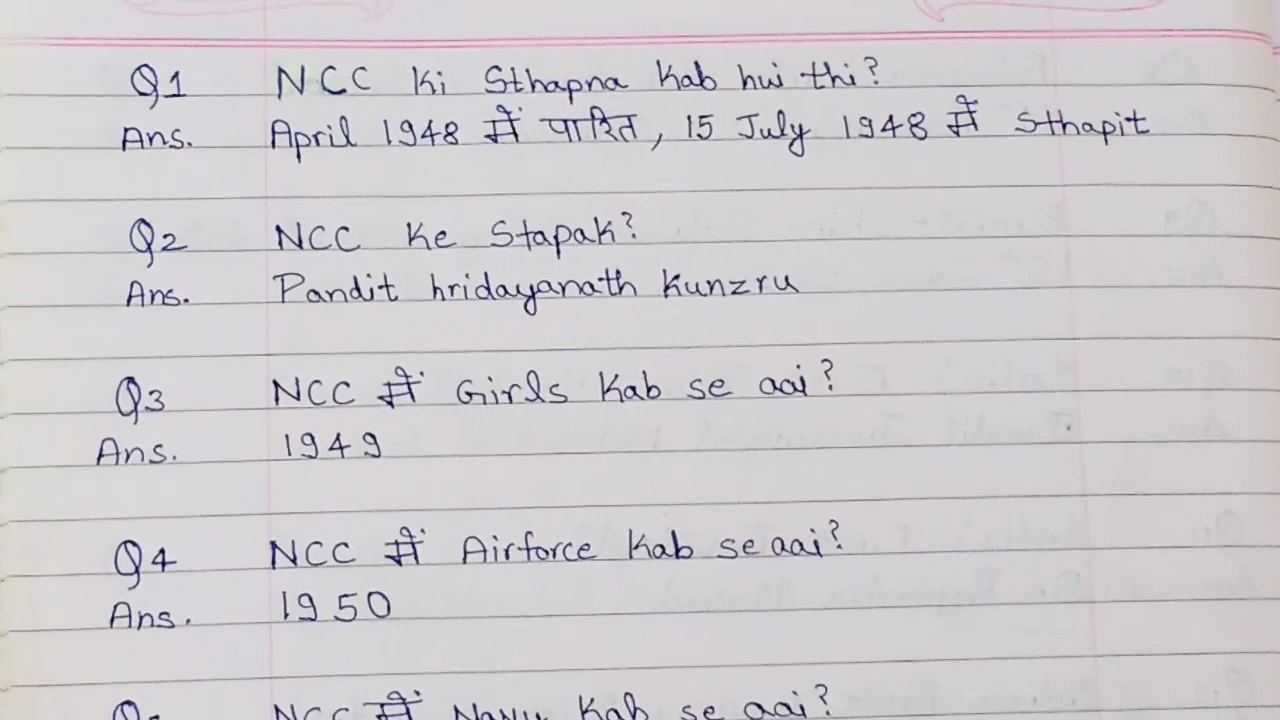 Q1 NCC Ki Sthapna Kab hui thi?
Ans. April 1948 में पारित, 15 July 1948 में Sthapit
Q2 NCC Ke Stapak?
Ans. Pandit hridayanath Kunzru
Q3 NCC में Girls Kab se aai?
Ans. 1949
Q4 NCC में Airforce Kab se aai?
Ans. 1950
NCC में Navy Kab se aai?